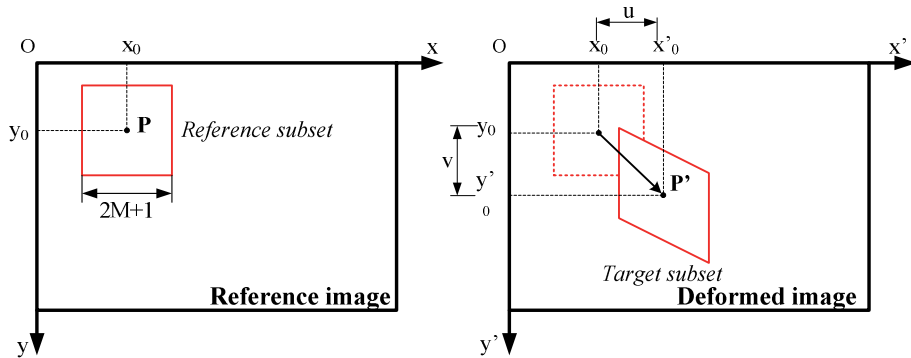 O
x0
x
y0
P
Reference subset
2M+1
Reference image
y
u
O
x0
x'0
x'
y0
v
y'
0
P'
Target subset
Deformed image
y'